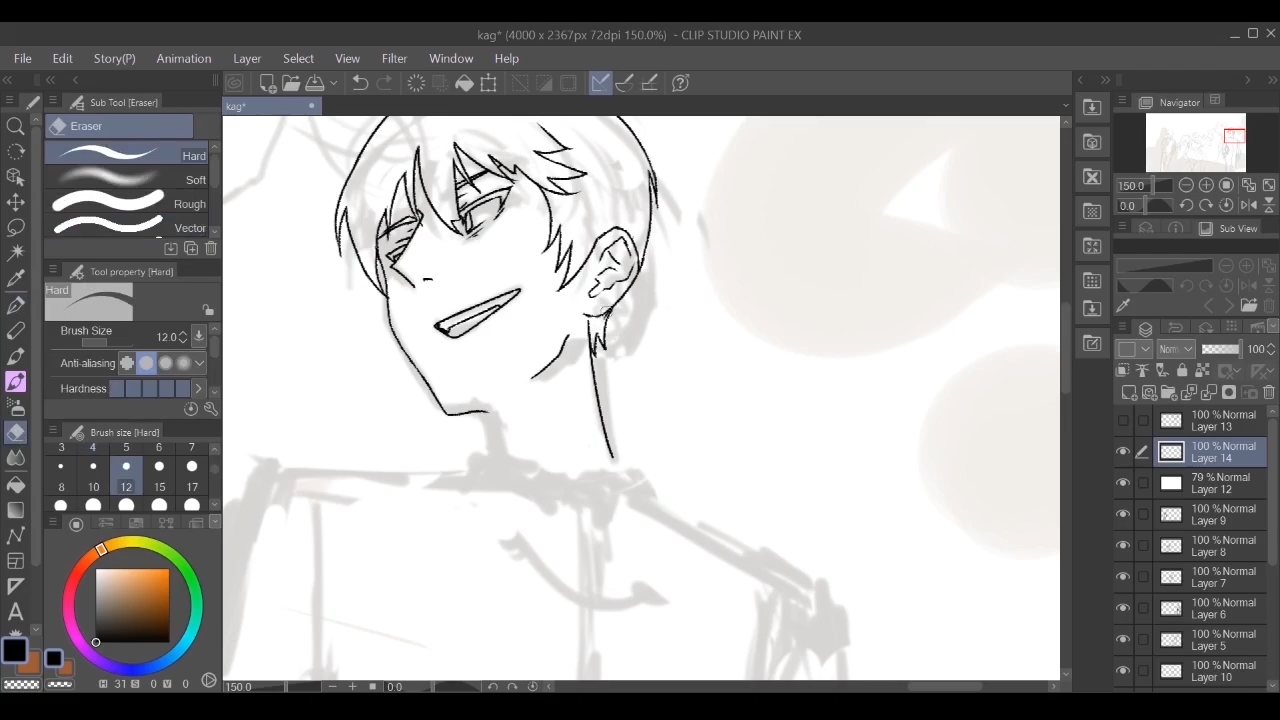 kag* (4000 x 2367px 72dpi 150.0%)  - CLIP STUDIO PAINT EX
File Edit Story(P) Animation Layer Select View Filter Window Help
Sub Tool [Eraser]
kag*
Navigator
Eraser
Hard
Soft
Rough
Vector
150.0
0.0
Sub View
Tool property [Hard]
Hard
Brush Size 12.0
Anti-aliasing
Hardness
Norm 100
Brush size [Hard]
3 4 5 6 7
8 10 12 15 17
100 % Normal
Layer 13
100 % Normal
Layer 14
79 % Normal
Layer 12
100 % Normal
Layer 9
100 % Normal
Layer 8
100 % Normal
Layer 7
100 % Normal
Layer 6
100 % Normal
Layer 5
100 % Normal
Layer 10
H 31 S 0 V 0
150.0 0.0